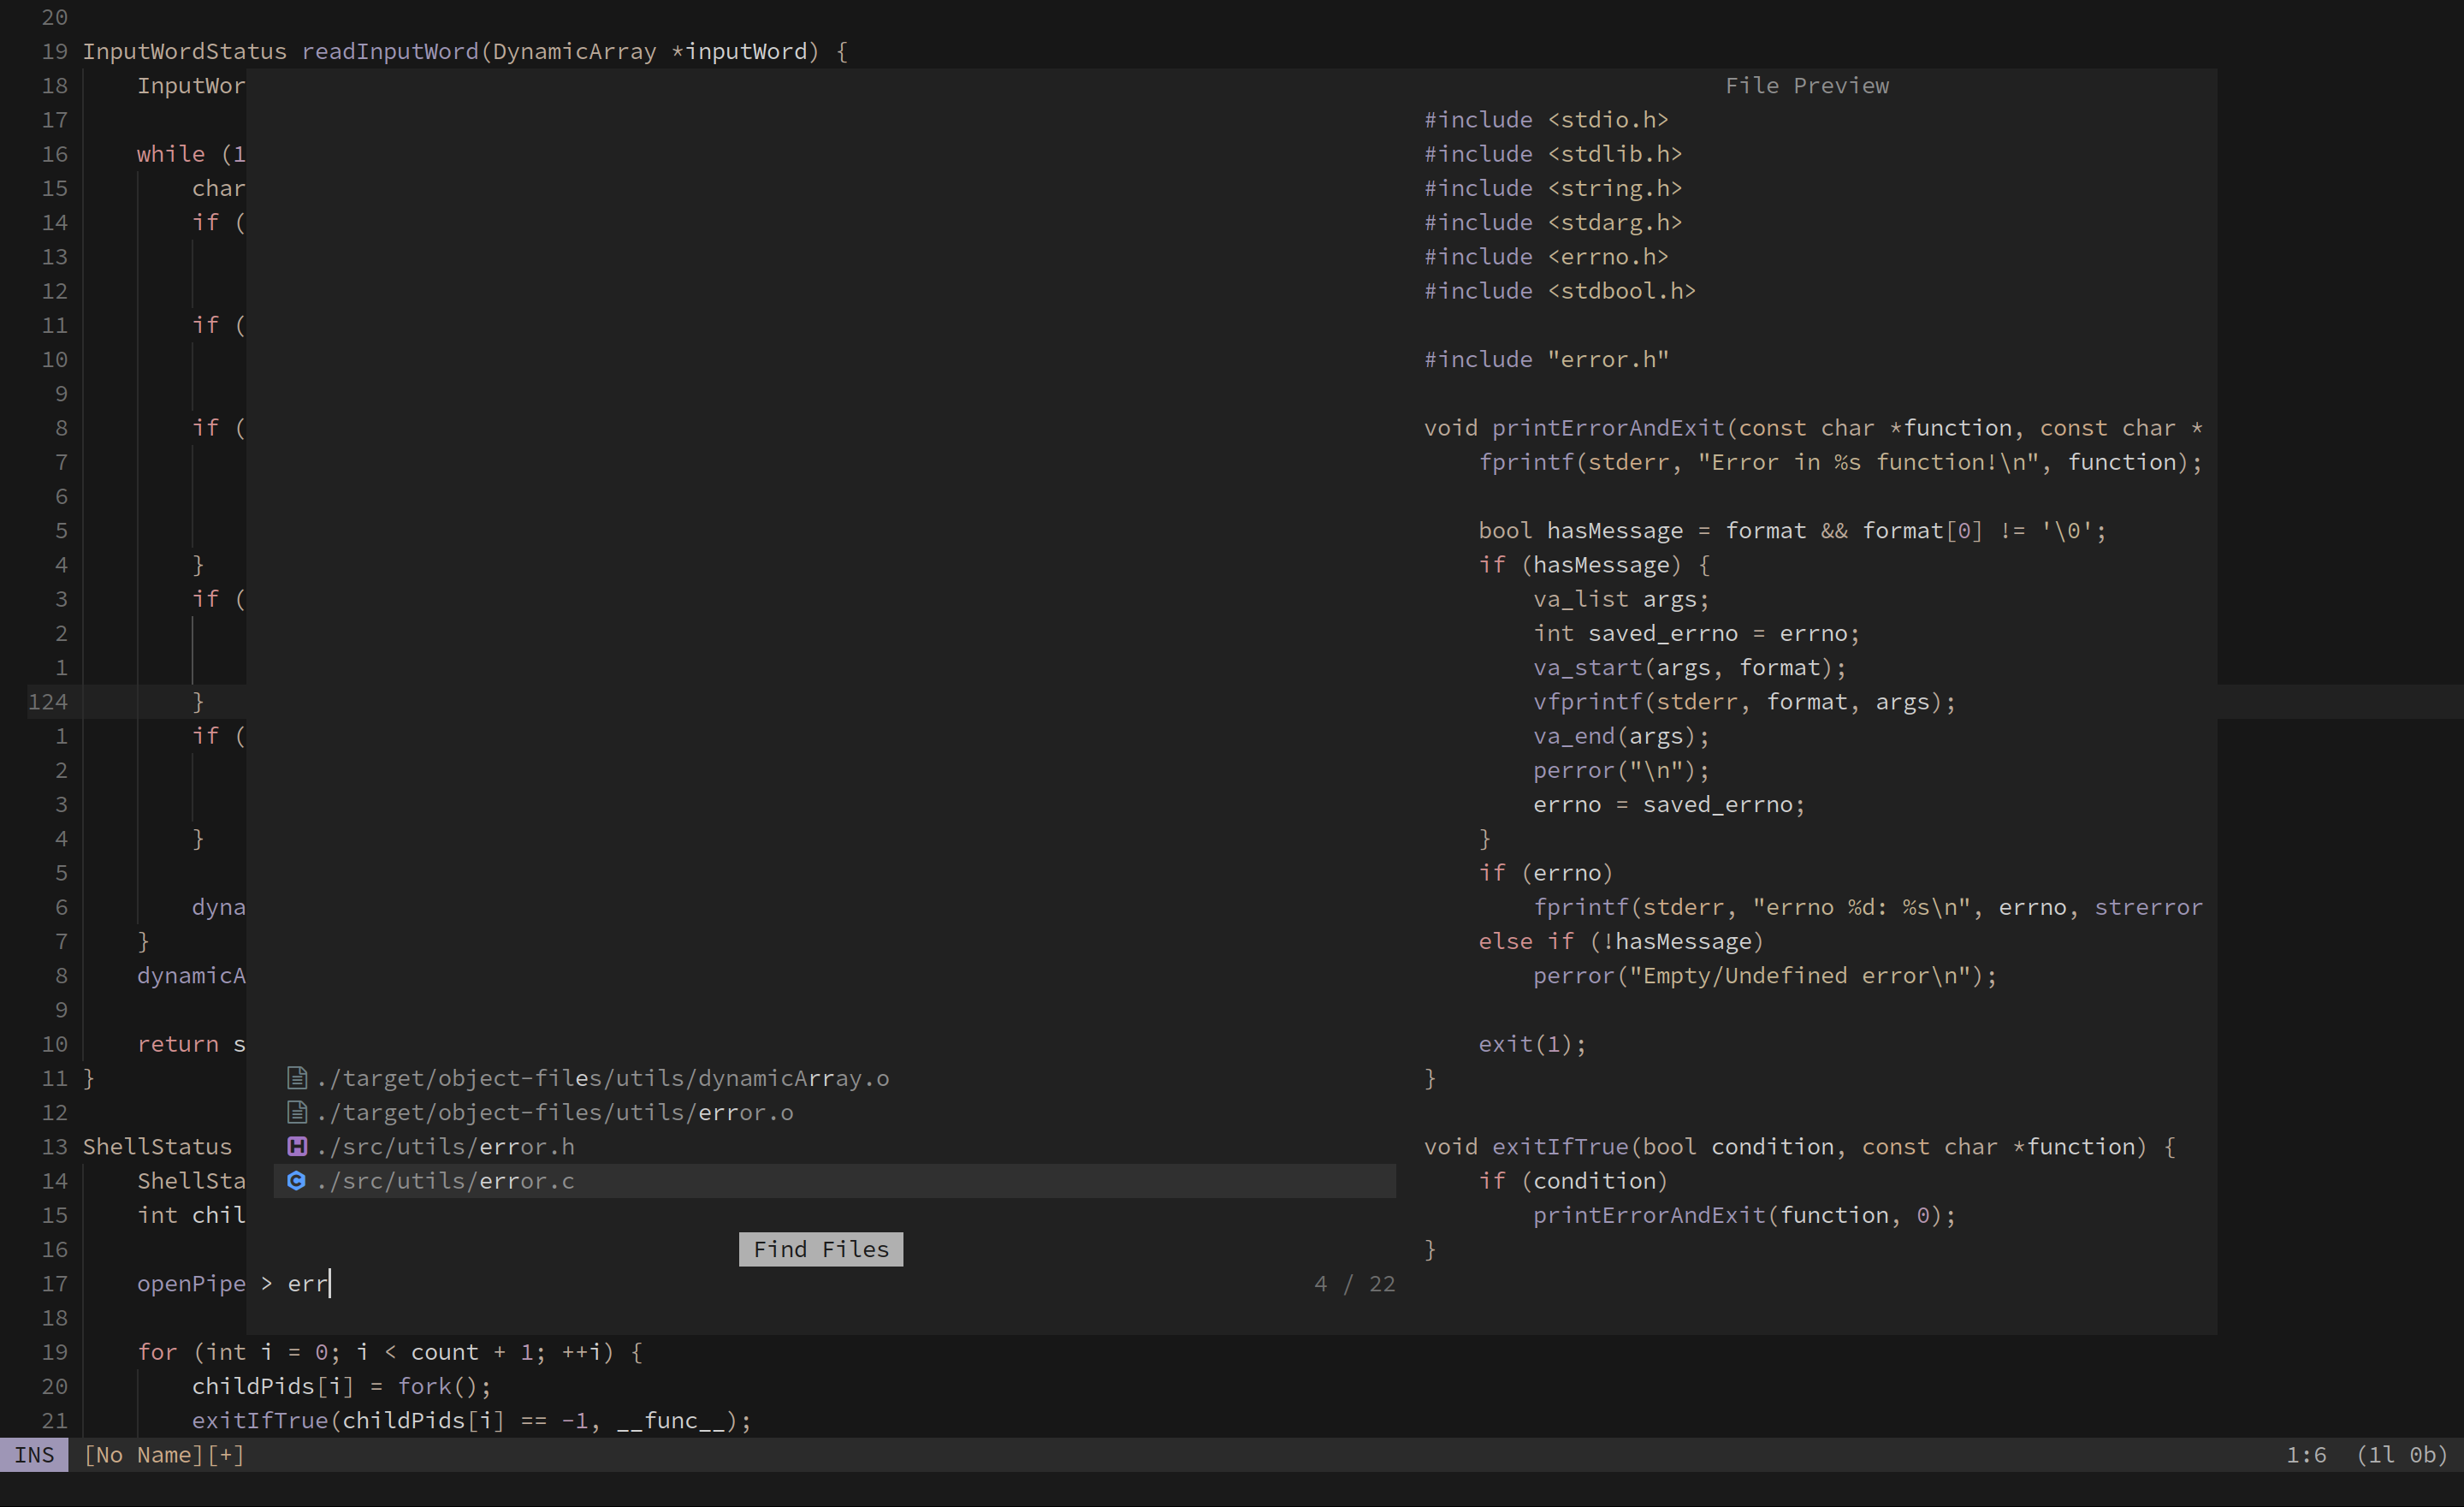 20
19 InputWordStatus readInputWord(DynamicArray *inputWord) {
18 InputWor
17
16 while (1
15 char
14 if (
13
12
11 if (
10
9
8 if (
7
6
5
4 }
3 if (
2
1
124 }
1 if (
2
3
4 }
5
6 dyna
7 }
8 dynamicA
9
10 return s
11 }
12
13 ShellStatus
14 ShellSta
15 int chil
16
17 openPipe
18
19 for (int i = 0; i < count + 1; ++i) {
20 childPids[i] = fork();
21 exitIfTrue(childPids[i] == -1, __func__);
./target/object-files/utils/dynamicArray.o
./target/object-files/utils/error.o
./src/utils/error.h
./src/utils/error.c
Find Files
> err 4 / 22
File Preview
#include <stdio.h>
#include <stdlib.h>
#include <string.h>
#include <stdarg.h>
#include <errno.h>
#include <stdbool.h>
#include "error.h"
void printErrorAndExit(const char *function, const char *
fprintf(stderr, "Error in %s function!\n", function);
bool hasMessage = format && format[0] != '\0';
if (hasMessage) {
va_list args;
int saved_errno = errno;
va_start(args, format);
vfprintf(stderr, format, args);
va_end(args);
perror("\n");
errno = saved_errno;
}
if (errno)
fprintf(stderr, "errno %d: %s\n", errno, strerror
else if (!hasMessage)
perror("Empty/Undefined error\n");
exit(1);
}
void exitIfTrue(bool condition, const char *function) {
if (condition)
printErrorAndExit(function, 0);
}
INS [No Name][+] 1:6 (1l 0b)